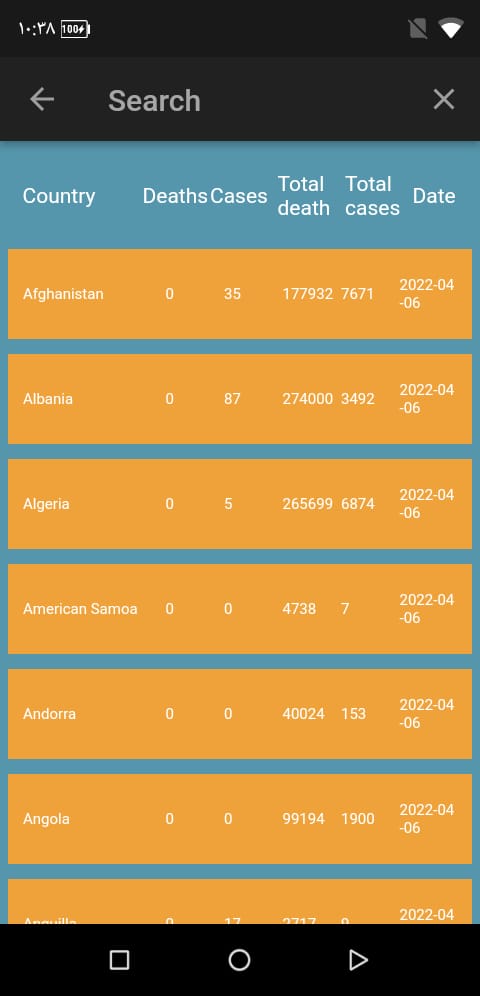 ١٠:٣٨ 100
Search
Country Deaths Cases Total death Total cases Date
Afghanistan 0 35 177932 7671 2022-04-06
Albania 0 87 274000 3492 2022-04-06
Algeria 0 5 265699 6874 2022-04-06
American Samoa 0 0 4738 7 2022-04-06
Andorra 0 0 40024 153 2022-04-06
Angola 0 0 99194 1900 2022-04-06
Anguilla 0 17 2717 9 2022-04